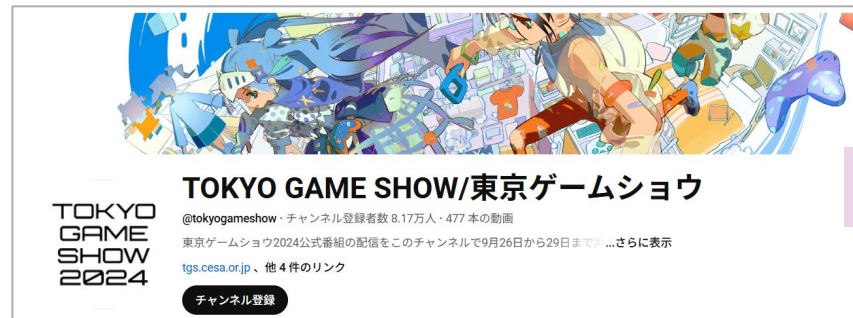 TOKYO GAME SHOW/東京ゲームショウ
TOKYO
GAME
SHOW
2024
@tokyogameshow・チャンネル登録者数 8.17万人・477 本の動画
東京ゲームショウ2024公式番組の配信をこのチャンネルで9月26日から29日まで ...さらに表示
tgs.cesa.or.jp 、他 4 件のリンク
チャンネル登録